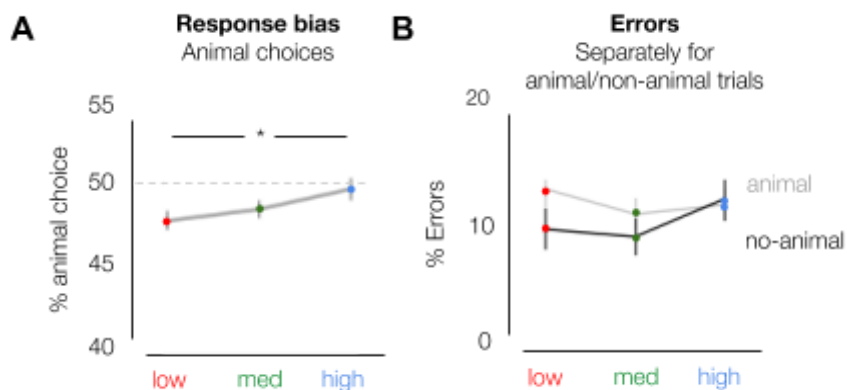 A
Response bias
Animal choices
55
50
45
40
% animal choice
*
low
med
high
B
Errors
Separately for
animal/non-animal trials
20
10
0
% Errors
animal
no-animal
low
med
high